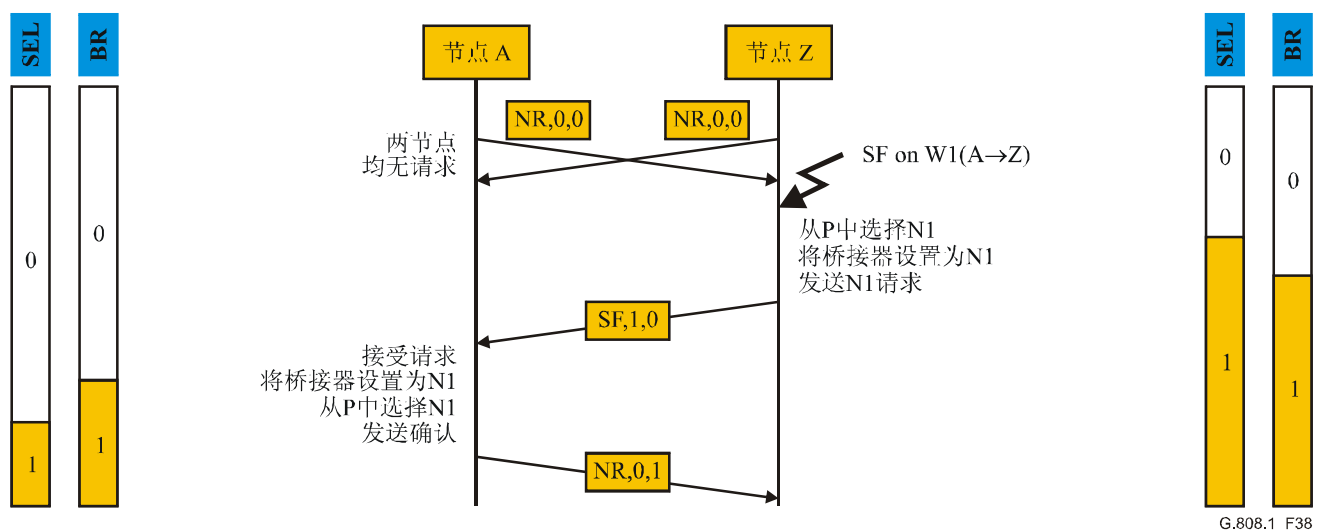 SEL
BR
节点 A
节点 Z
SEL
BR
NR,0,0
NR,0,0
两节点
均无请求
SF on W1(A→Z)
0
0
0
0
从P中选择N1
将桥接器设置为N1
发送N1请求
SF,1,0
接受请求
将桥接器设置为N1
从P中选择N1
发送确认
1
1
1
1
NR,0,1
G.808.1_F38